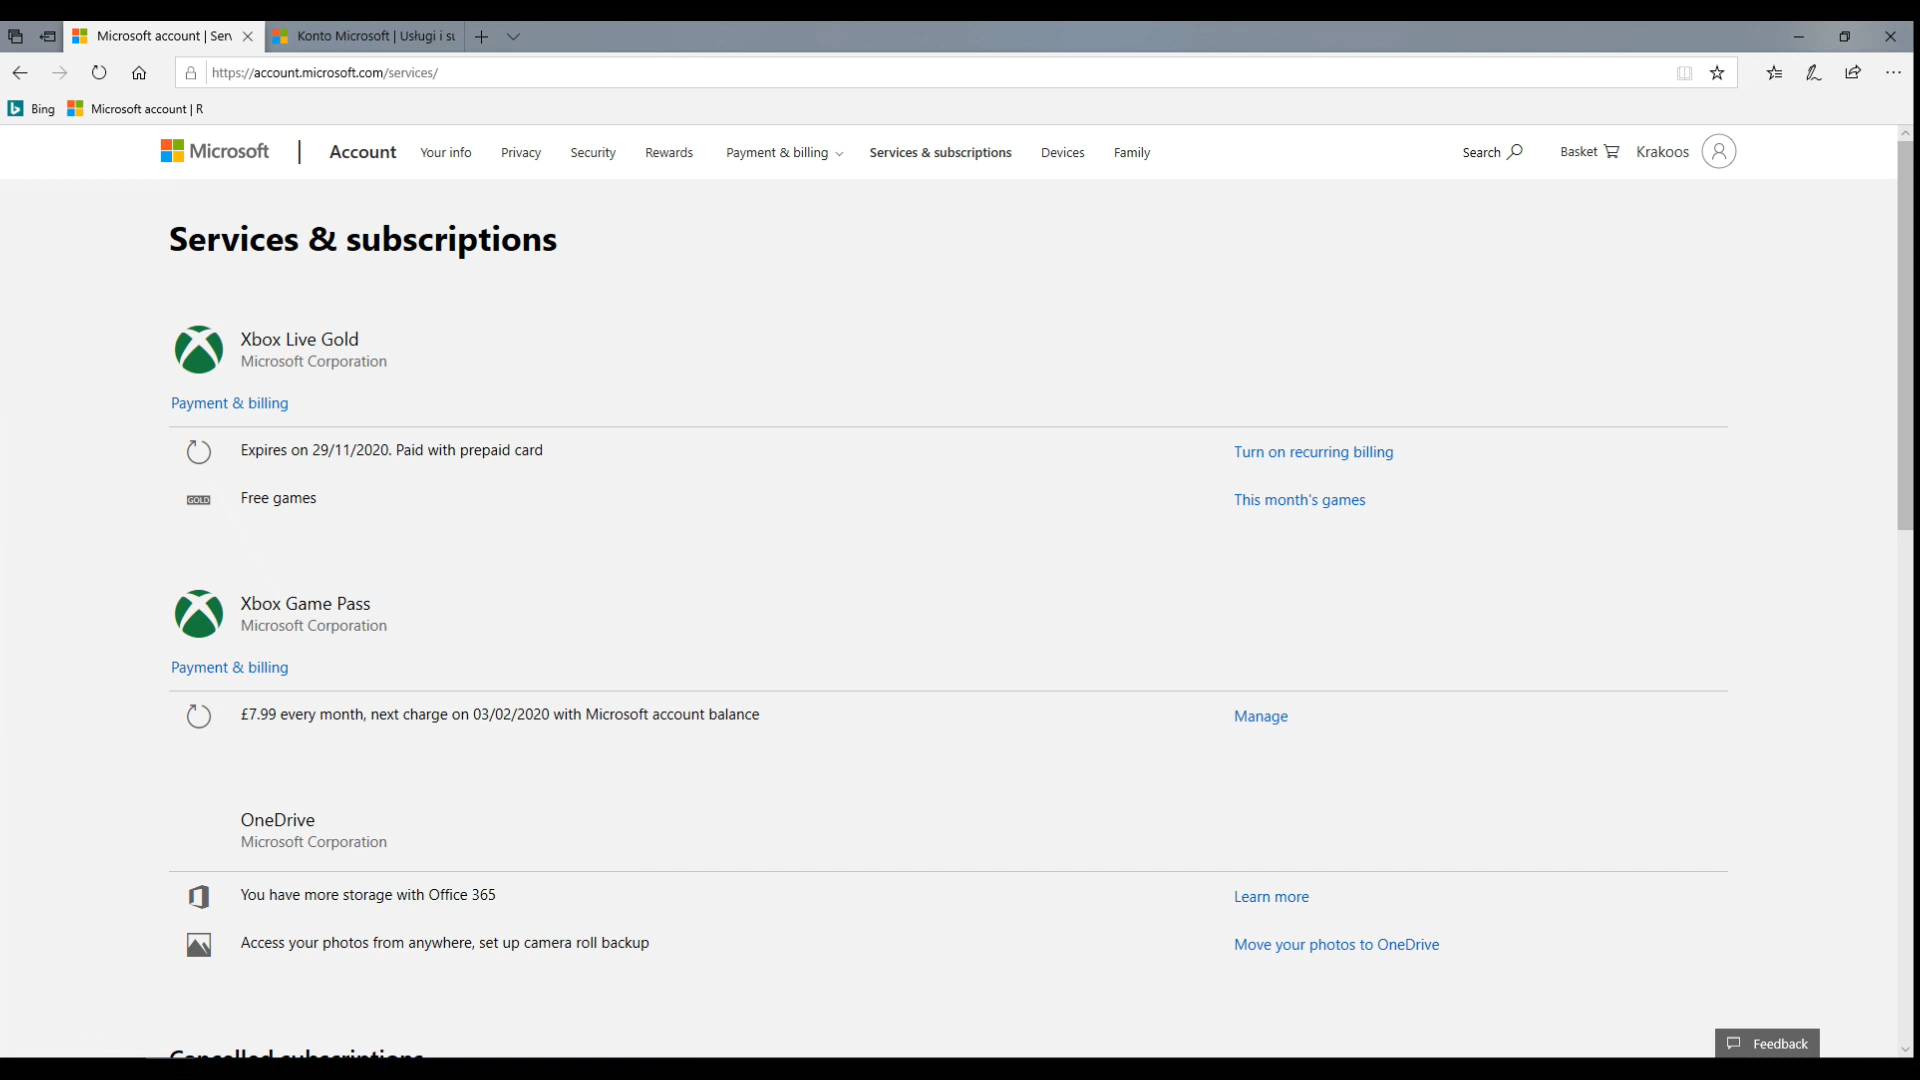 Microsoft account | Serv
Konto Microsoft | Usługi i su
https://account.microsoft.com/services/
Bing
Microsoft account | R
Microsoft
Account
Your info
Privacy
Security
Rewards
Payment & billing
Services & subscriptions
Devices
Family
Search
Basket
Krakoos
Services & subscriptions
Xbox Live Gold
Microsoft Corporation
Payment & billing
Expires on 29/11/2020. Paid with prepaid card
Turn on recurring billing
GOLD
Free games
This month's games
Xbox Game Pass
Microsoft Corporation
Payment & billing
£7.99 every month, next charge on 03/02/2020 with Microsoft account balance
Manage
OneDrive
Microsoft Corporation
You have more storage with Office 365
Learn more
Access your photos from anywhere, set up camera roll backup
Move your photos to OneDrive
Cancelled subscriptions
Feedback